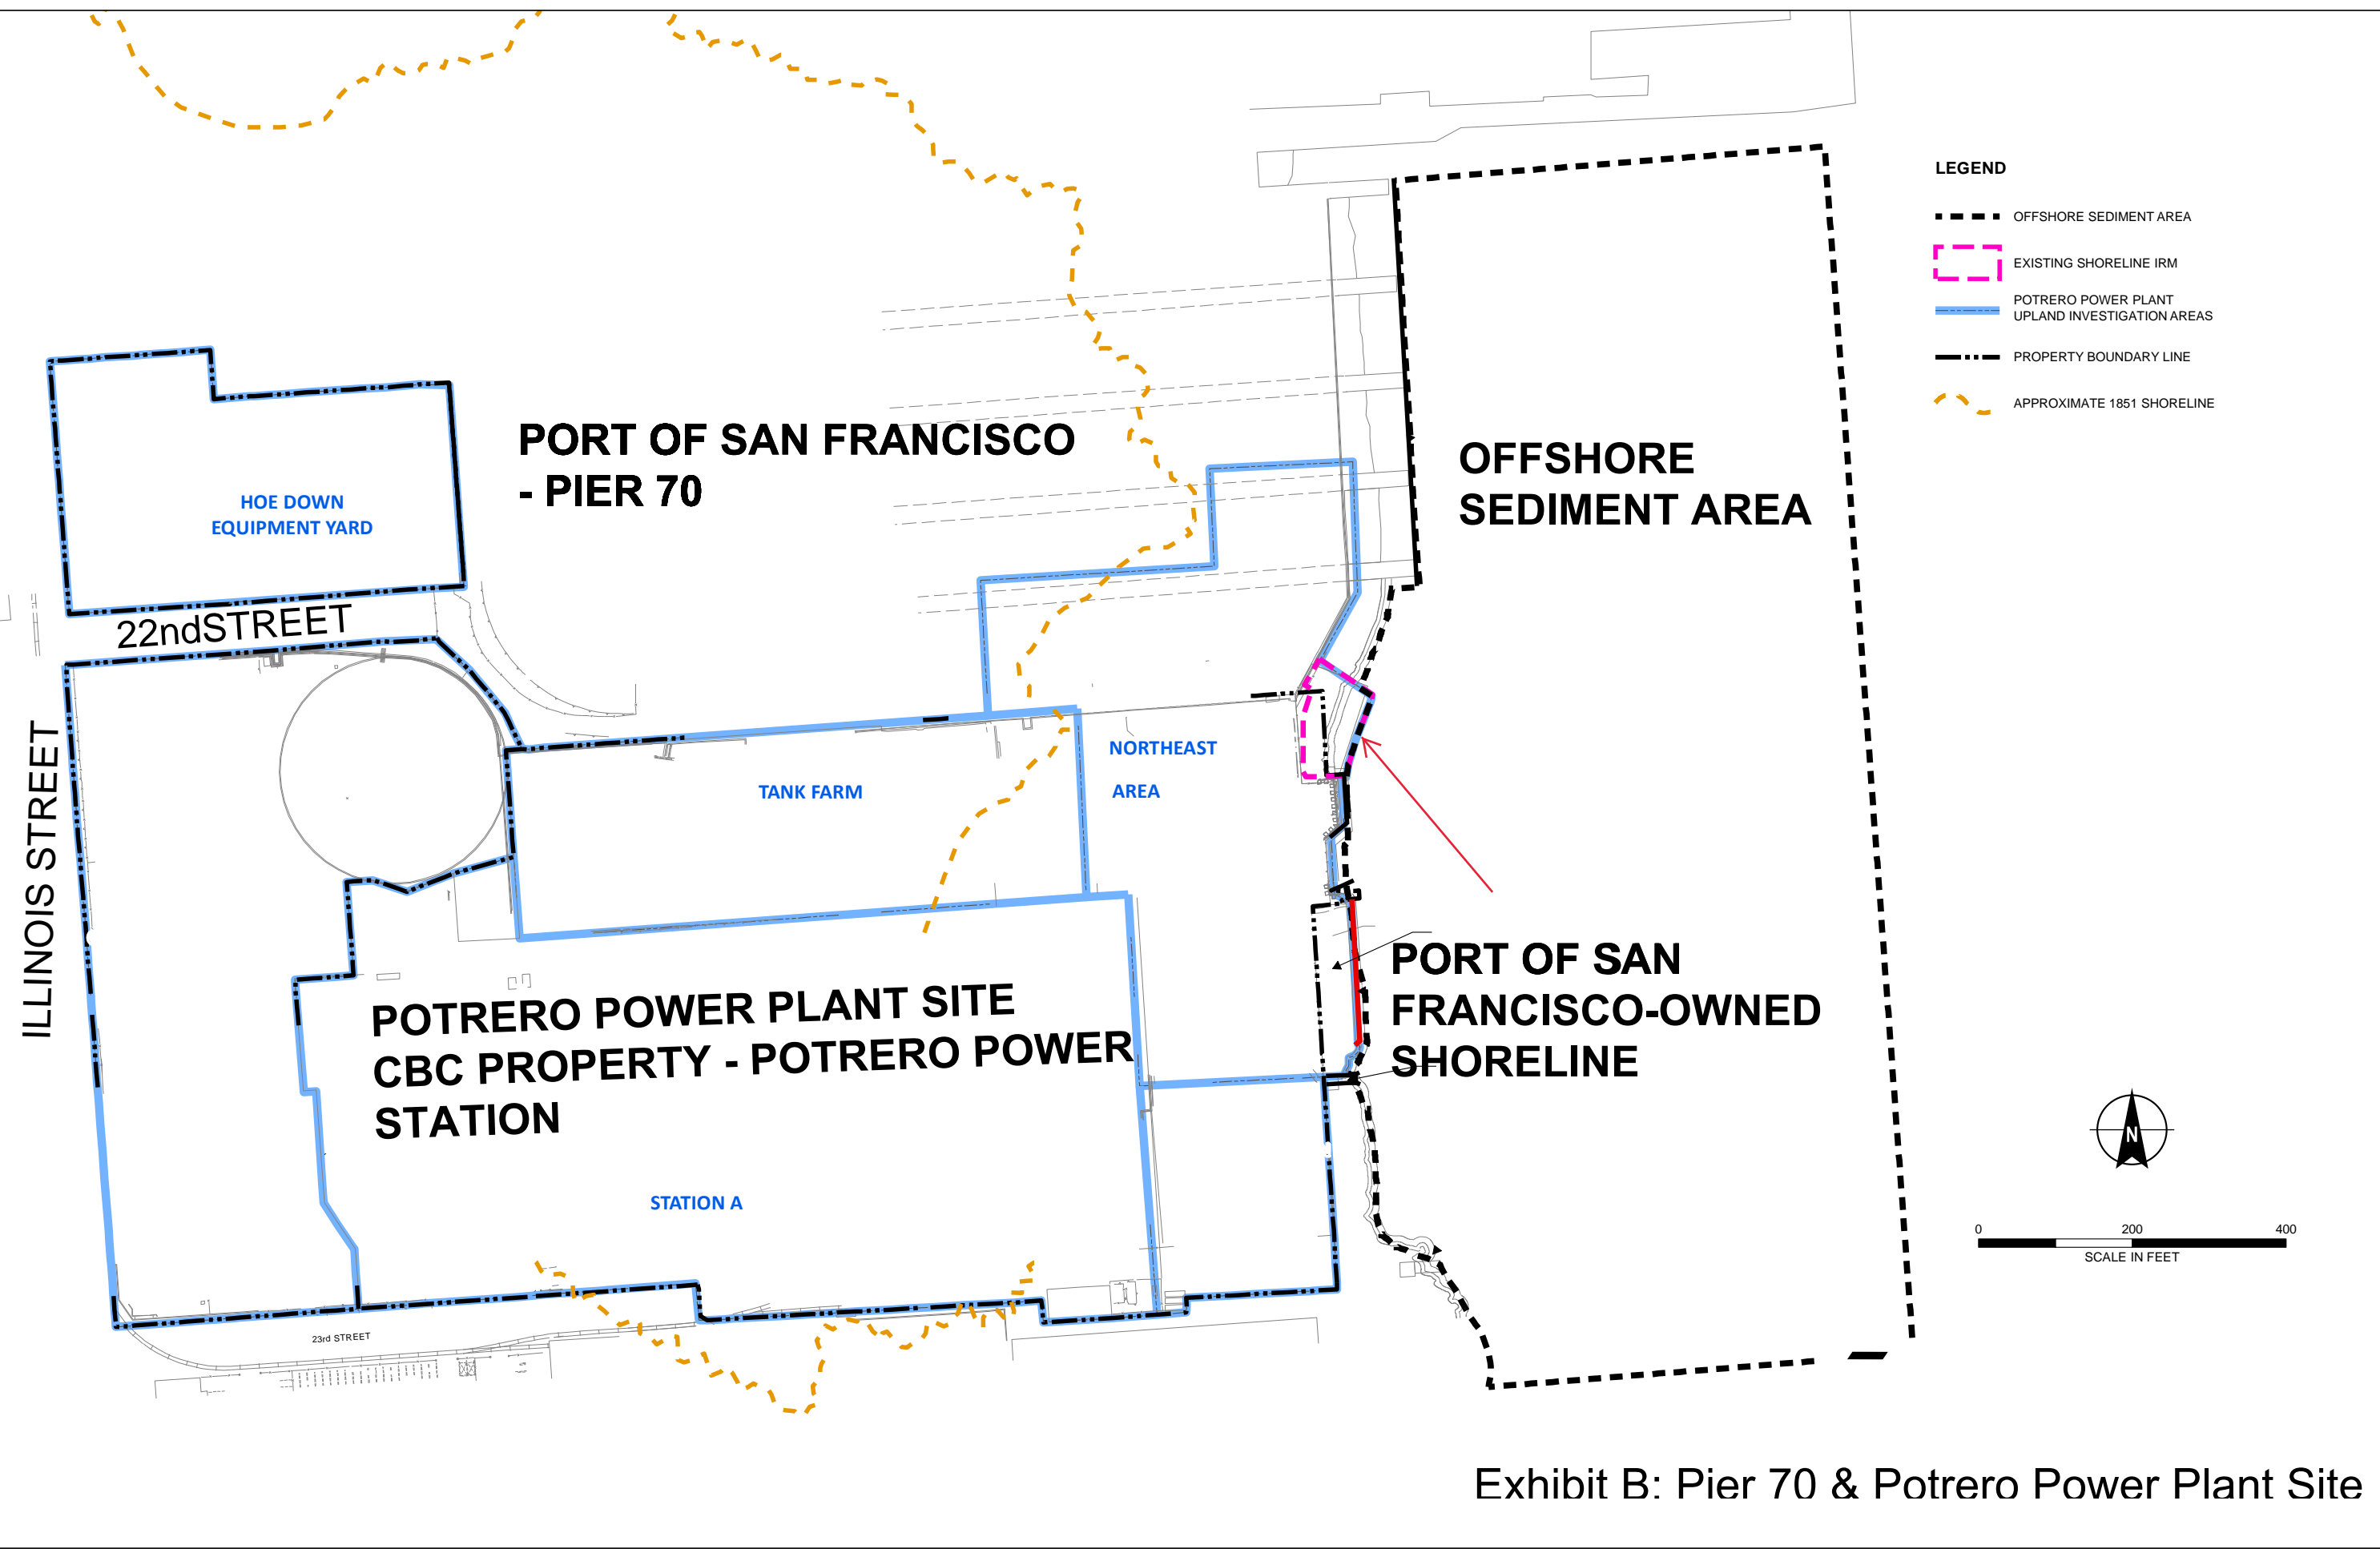 LEGEND
OFFSHORE SEDIMENT AREA
EXISTING SHORELINE IRM
POTRERO POWER PLANT
UPLAND INVESTIGATION AREAS
PROPERTY BOUNDARY LINE
APPROXIMATE 1851 SHORELINE
PORT OF SAN FRANCISCO
- PIER 70
OFFSHORE
SEDIMENT AREA
HOE DOWN
EQUIPMENT YARD
22ndSTREET
ILLINOIS STREET
TANK FARM
NORTHEAST
AREA
PORT OF SAN
FRANCISCO-OWNED
SHORELINE
POTRERO POWER PLANT SITE
CBC PROPERTY - POTRERO POWER
STATION
STATION A
23rd STREET
N
0 200 400
SCALE IN FEET
Exhibit B: Pier 70 & Potrero Power Plant Site